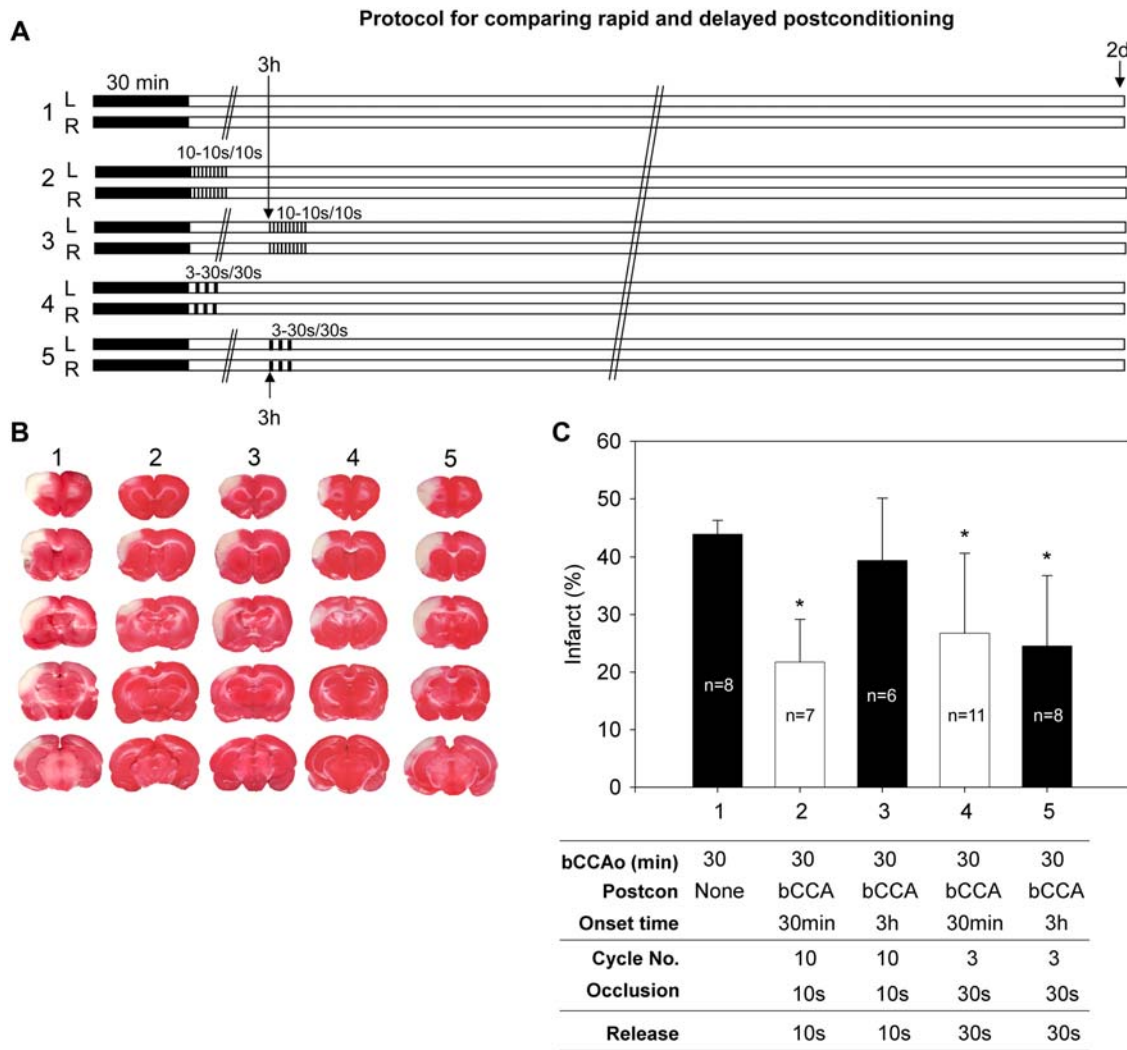 Protocol for comparing rapid and delayed postconditioning
A
3h
2d
30 min
1 L
R
10-10s/10s
2 L
R
10-10s/10s
3 L
R
3-30s/30s
4 L
R
3-30s/30s
5 L
R
3h
B
1 2 3 4 5
C
60
50
40
30
20
10
0
Infarct (%)
* * *
n=8 n=7 n=6 n=11 n=8
1 2 3 4 5
bCCAo (min) 30 30 30 30 30
Postcon None bCCA bCCA bCCA bCCA
Onset time 30min 3h 30min 3h
Cycle No. 10 10 3 3
Occlusion 10s 10s 30s 30s
Release 10s 10s 30s 30s